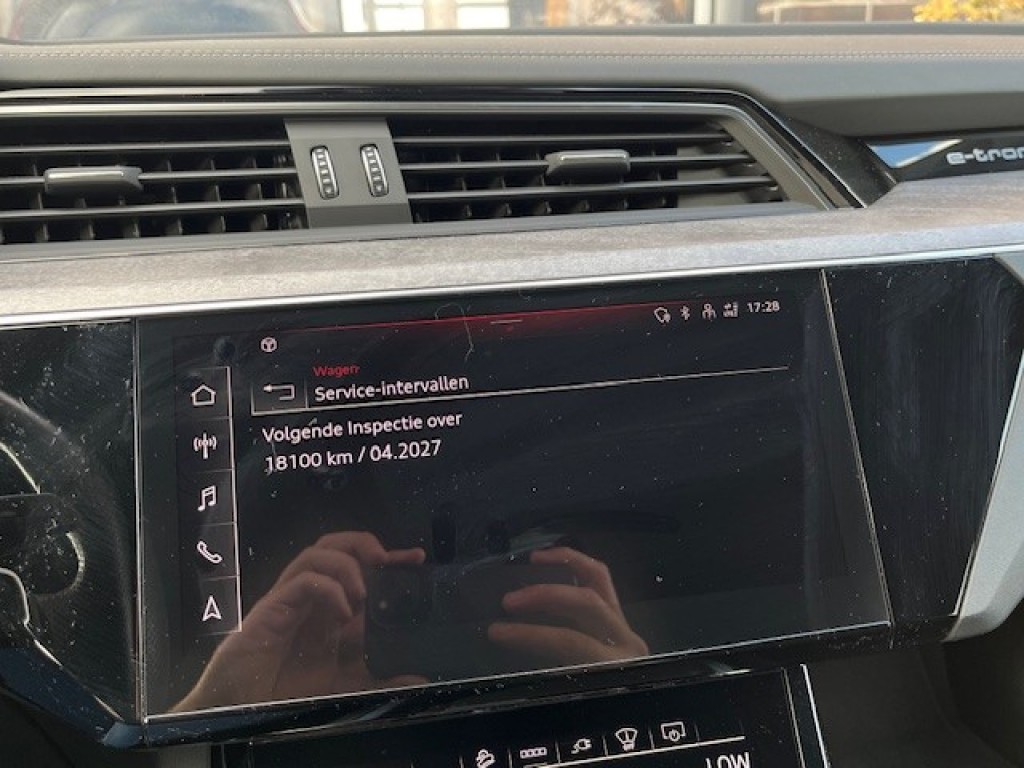 e-tron
17:28
Wagen
Service-intervallen
Volgende Inspectie over
18100 km / 04.2027
LOW